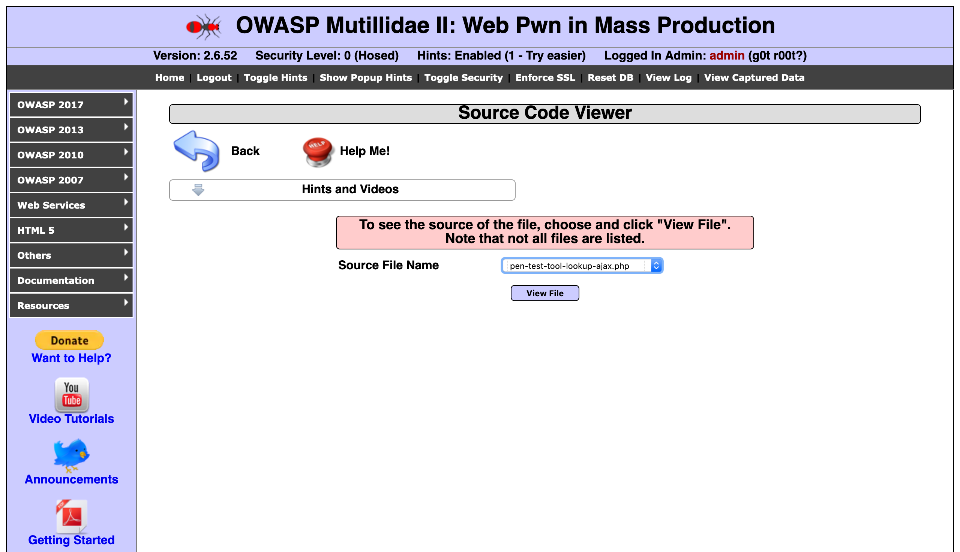 OWASP Mutillidae II: Web Pwn in Mass Production
Version: 2.6.52 Security Level: 0 (Hosed) Hints: Enabled (1 - Try easier) Logged In Admin: admin (g0t r00t?)
Home | Logout | Toggle Hints | Show Popup Hints | Toggle Security | Enforce SSL | Reset DB | View Log | View Captured Data
OWASP 2017
OWASP 2013
OWASP 2010
OWASP 2007
Web Services
HTML 5
Others
Documentation
Resources
Donate
Want to Help?
You
Tube
Video Tutorials
Announcements
Getting Started
Source Code Viewer
Back
HELP
Help Me!
Hints and Videos
To see the source of the file, choose and click "View File".
Note that not all files are listed.
Source File Name pen-test-tool-lookup-ajax.php
View File